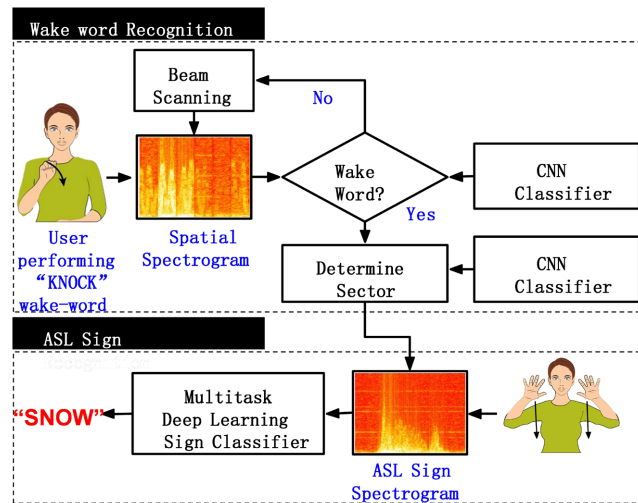 Wake word Recognition
Beam
Scanning
No
Wake
Word?
CNN
Classifier
Yes
User
performing
“KNOCK”
wake-word
Spatial
Spectrogram
Determine
Sector
CNN
Classifier
ASL Sign
“SNOW”
Multitask
Deep Learning
Sign Classifier
ASL Sign
Spectrogram